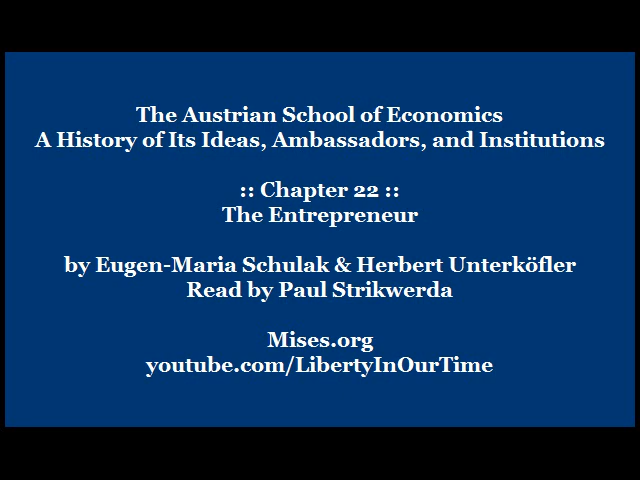 The Austrian School of Economics
A History of Its Ideas, Ambassadors, and Institutions
:: Chapter 22 ::
The Entrepreneur
by Eugen-Maria Schulak & Herbert Unterköfler
Read by Paul Strikwerda
Mises.org
youtube.com/LibertyInOurTime